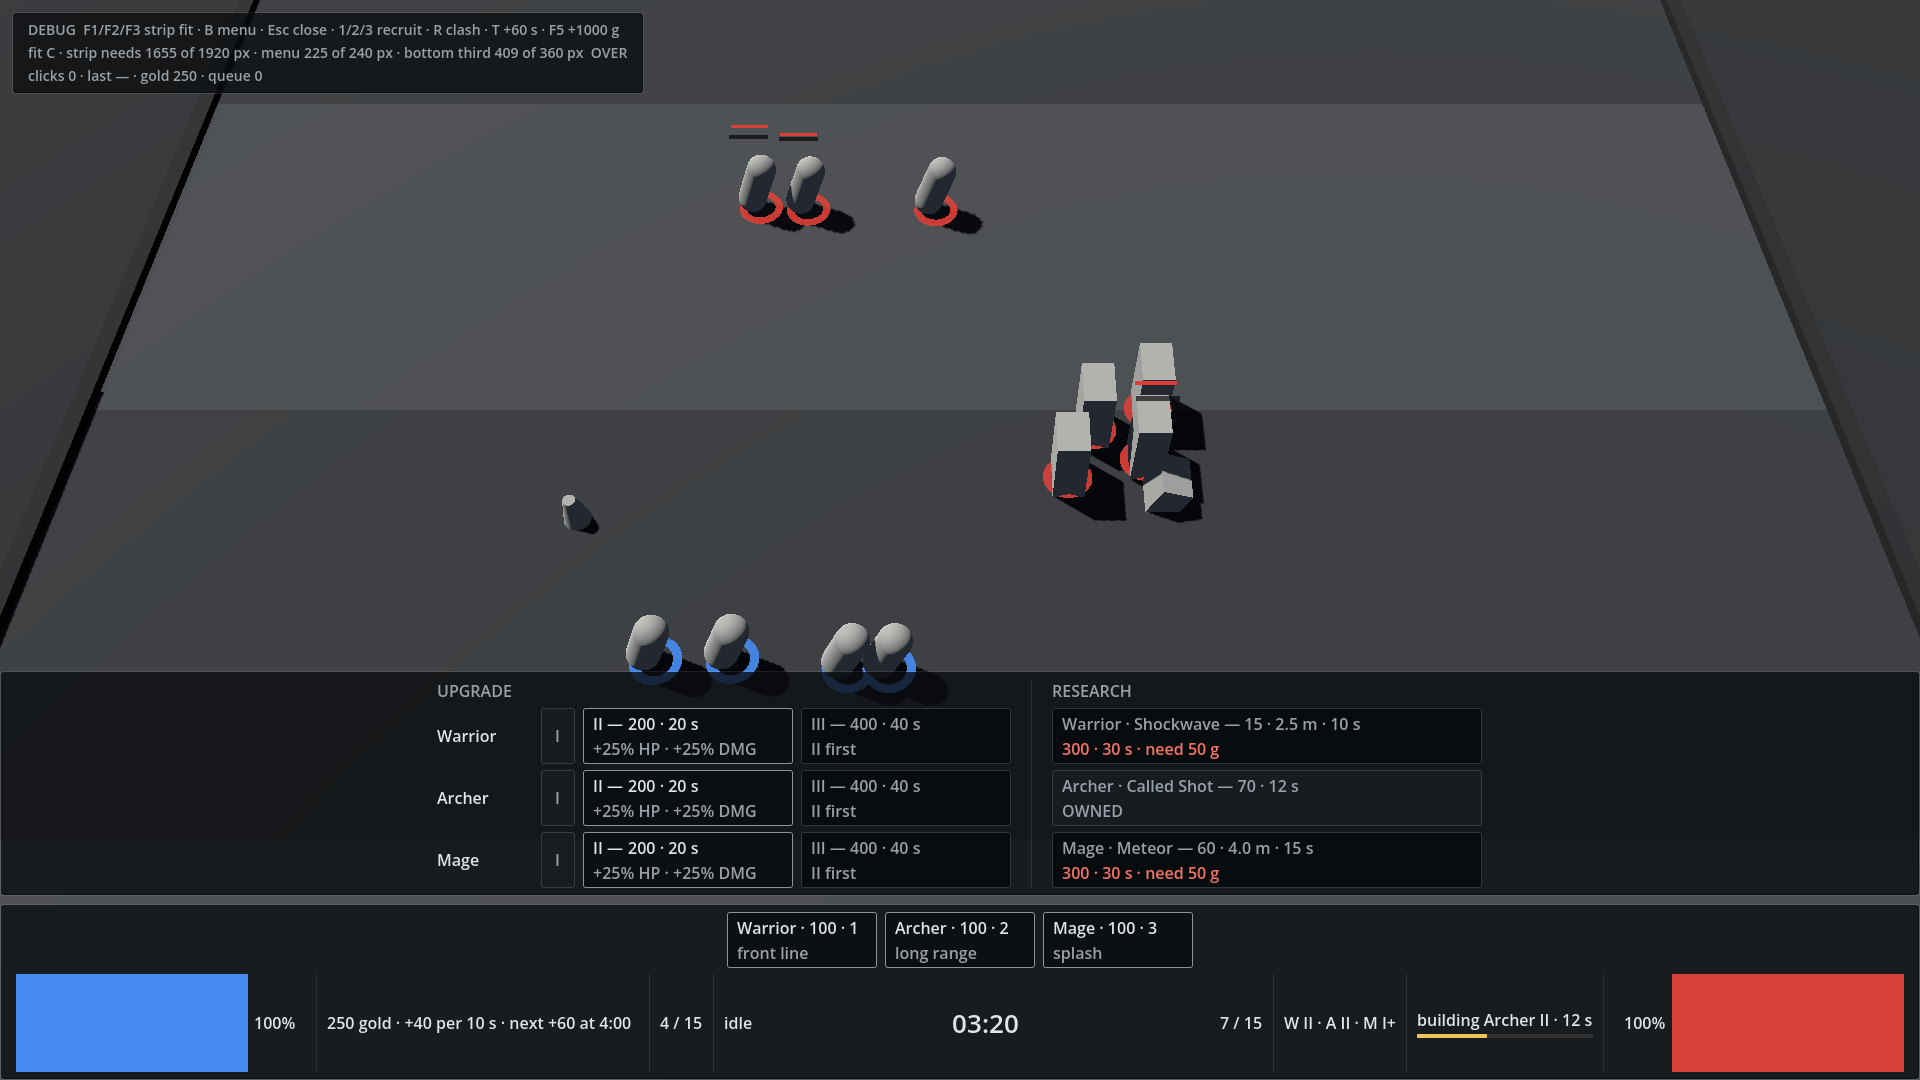 DEBUG  F1/F2/F3 strip fit · B menu · Esc close · 1/2/3 recruit · R clash · T +60 s · F5 +1000 g
fit C · strip needs 1655 of 1920 px · menu 225 of 240 px · bottom third 409 of 360 px  OVER
clicks 0 · last — · gold 250 · queue 0
UPGRADE
Warrior
I
II — 200 · 20 s
+25% HP · +25% DMG
III — 400 · 40 s
II first
Archer
I
II — 200 · 20 s
+25% HP · +25% DMG
III — 400 · 40 s
II first
Mage
I
II — 200 · 20 s
+25% HP · +25% DMG
III — 400 · 40 s
II first
RESEARCH
Warrior · Shockwave — 15 · 2.5 m · 10 s
300 · 30 s · need 50 g
Archer · Called Shot — 70 · 12 s
OWNED
Mage · Meteor — 60 · 4.0 m · 15 s
300 · 30 s · need 50 g
Warrior · 100 · 1
front line
Archer · 100 · 2
long range
Mage · 100 · 3
splash
100%
250 gold · +40 per 10 s · next +60 at 4:00
4 / 15
idle
03:20
7 / 15
W II · A II · M I+
building Archer II · 12 s
100%